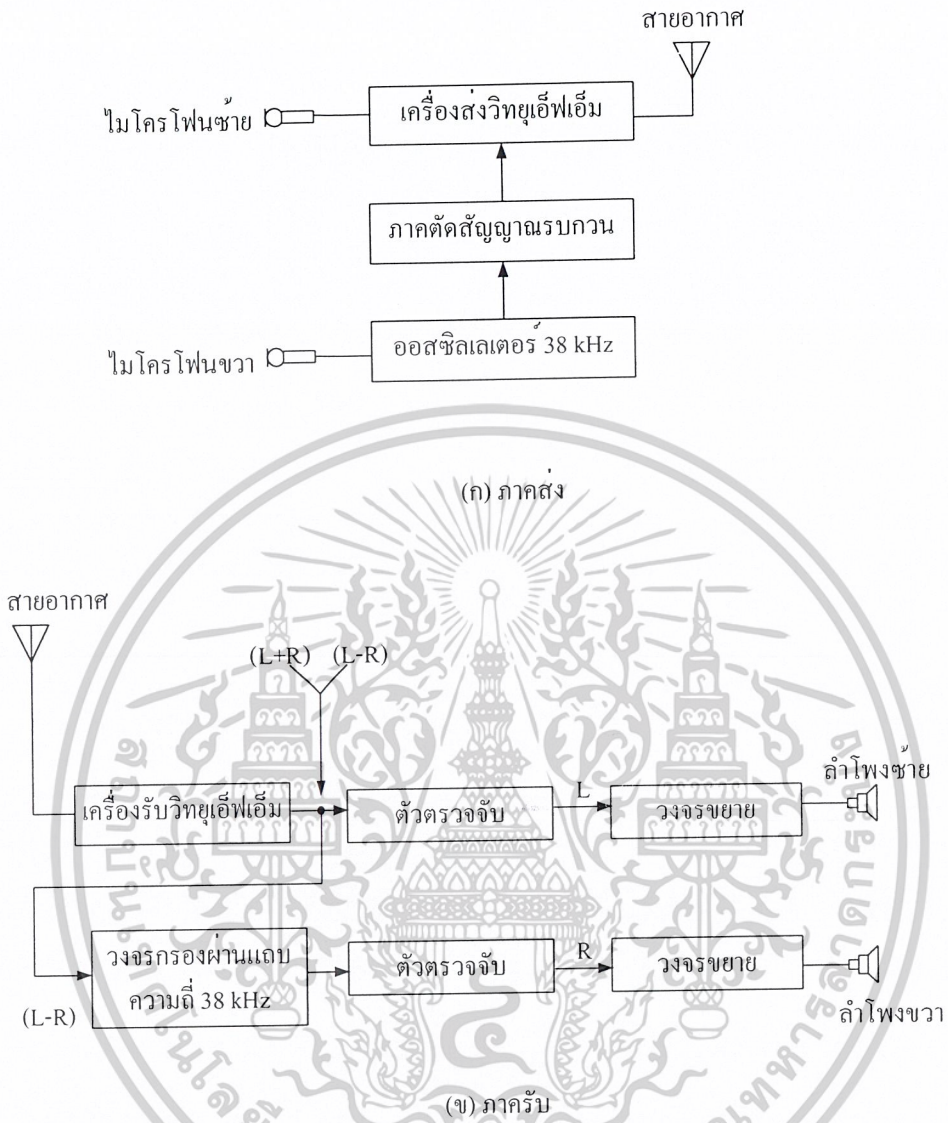 สายอากาศ
ไมโครโฟนซ้าย
เครื่องส่งวิทยุเอ็ฟเอ็ม
ภาคตัดสัญญาณรบกวน
ไมโครโฟนขวา
ออสซิลเลเตอร์ 38 kHz
(ก) ภาคส่ง
สายอากาศ
(L+R) (L-R)
เครื่องรับวิทยุเอ็ฟเอ็ม
ตัวตรวจจับ
L
วงจรขยาย
ลำโพงซ้าย
(L-R)
วงจรกรองผ่านแถบ
ความถี่ 38 kHz
ตัวตรวจจับ
R
วงจรขยาย
ลำโพงขวา
(ข) ภาครับ